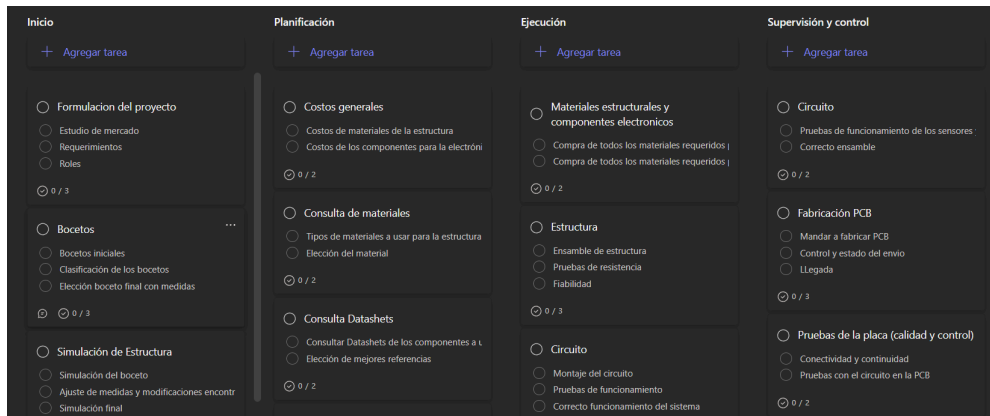 Inicio
Agregar tarea
Formulacion del proyecto
Estudio de mercado
Requerimientos
Roles
0 / 3
Bocetos
Bocetos iniciales
Clasificación de los bocetos
Elección boceto final con medidas
0 / 3
Simulación de Estructura
Simulación del boceto
Ajuste de medidas y modificaciones encontr
Simulación final
Planificación
Agregar tarea
Costos generales
Costos de materiales de la estructura
Costos de los componentes para la electróni
0 / 2
Consulta de materiales
Tipos de materiales a usar para la estructura
Elección del material
0 / 2
Consulta Datashets
Consultar Datashets de los componentes a u
Elección de mejores referencias
0 / 2
Ejecución
Agregar tarea
Materiales estructurales y
componentes electronicos
Compra de todos los materiales requeridos
Compra de todos los materiales requeridos
0 / 2
Estructura
Ensamble de estructura
Pruebas de resistencia
Fiabilidad
0 / 3
Circuito
Montaje del circuito
Pruebas de funcionamiento
Correcto funcionamiento del sistema
Supervisión y control
Agregar tarea
Circuito
Pruebas de funcionamiento de los sensores
Correcto ensamble
0 / 2
Fabricación PCB
Mandar a fabricar PCB
Control y estado del envio
LLegada
0 / 3
Pruebas de la placa (calidad y control)
Conectividad y continuidad
Pruebas con el circuito en la PCB
0 / 2